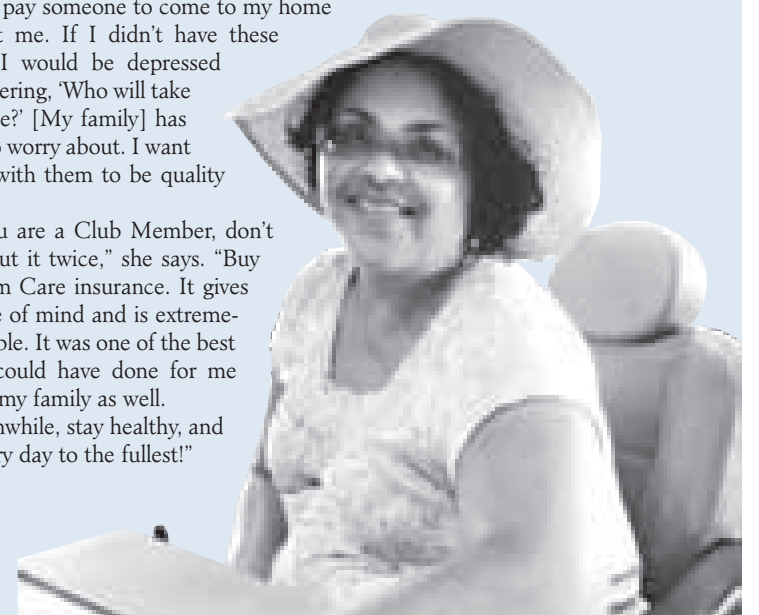 pay someone to come to my home
t me. If I didn't have these
I would be depressed
ering, 'Who will take
e?' [My family] has
o worry about. I want
with them to be quality
u are a Club Member, don't
ut it twice," she says. "Buy
m Care insurance. It gives
e of mind and is extreme-
ble. It was one of the best
could have done for me
my family as well.
nwhile, stay healthy, and
ry day to the fullest!"